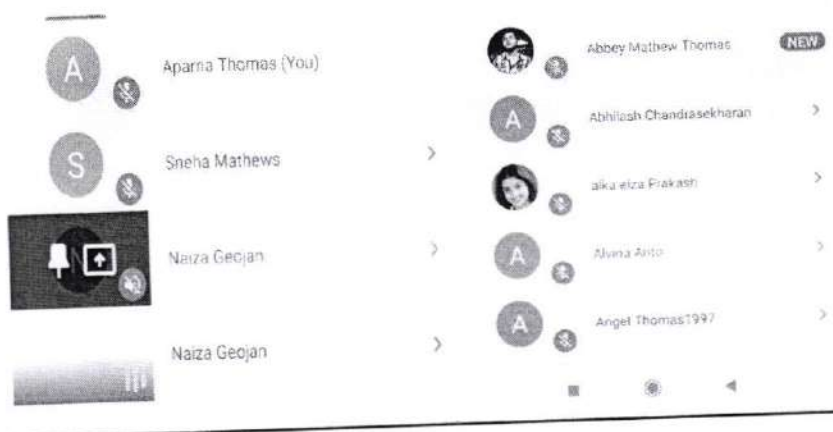 A
Aparna Thomas (You)
S
Sneha Mathews
N
Naiza Geojan
Naiza Geojan
Abbey Mathew Thomas
NEW
A
Abhilash Chandrasekharan
alka elza Prakash
A
Alvina Anto
A
Angel Thomas1997